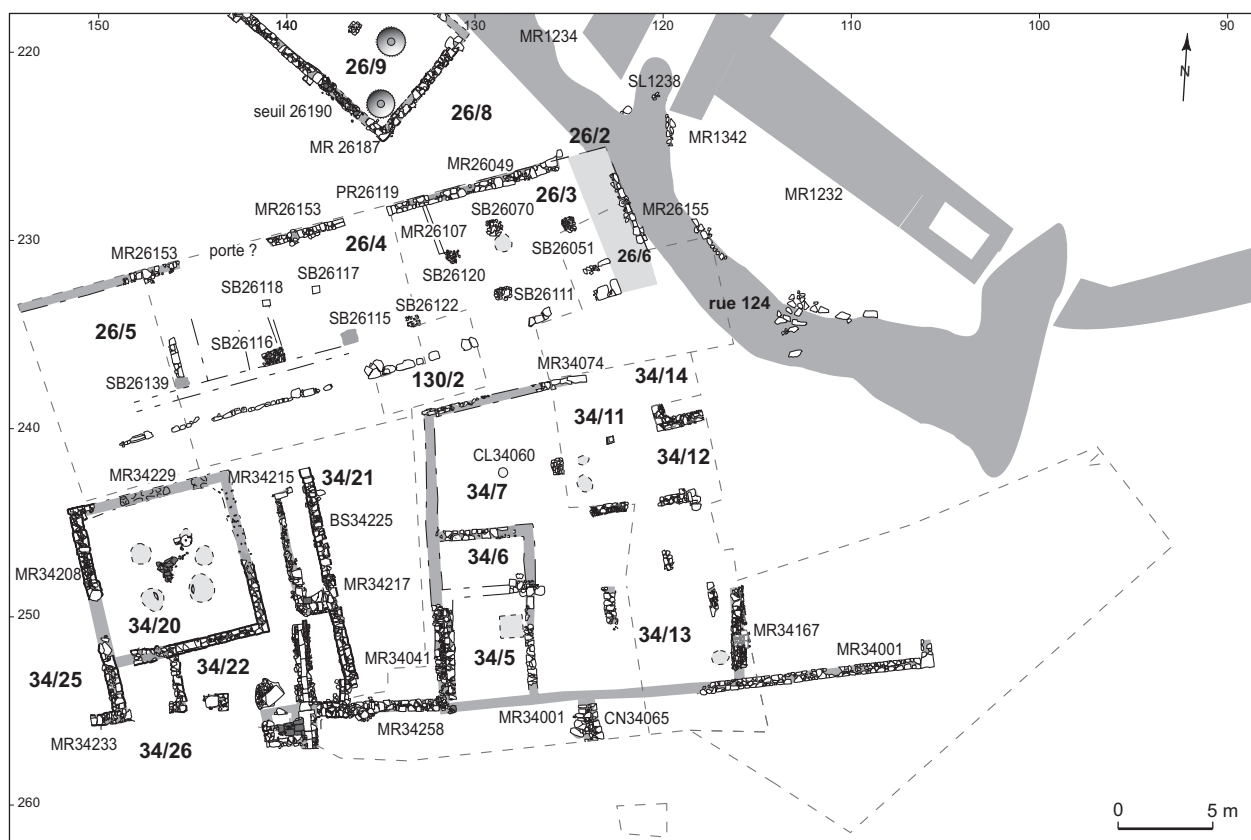 150 140 130 120 110 100 90
220
MR1234
N
26/9
SL1238
seuil 26190
26/8
MR 26187
26/2
MR1342
MR26049
PR26119
26/3
MR1232
MR26153
SB26070
MR26155
230
porte ?
26/4
MR26107
MR26153
SB26051
26/6
SB26117
SB26120
SB26118
SB26111
rue 124
SB26122
26/5
SB26115
SB26116
MR34074
SB26139
130/2
34/14
34/11
240
CL34060
34/12
MR34229
MR34215
34/21
34/7
BS34225
34/6
MR34208
MR34217
250
34/20
34/13
MR34167
34/22
MR34041
34/5
MR34001
34/25
MR34001
CN34065
MR34258
MR34233
34/26
260
0 5 m